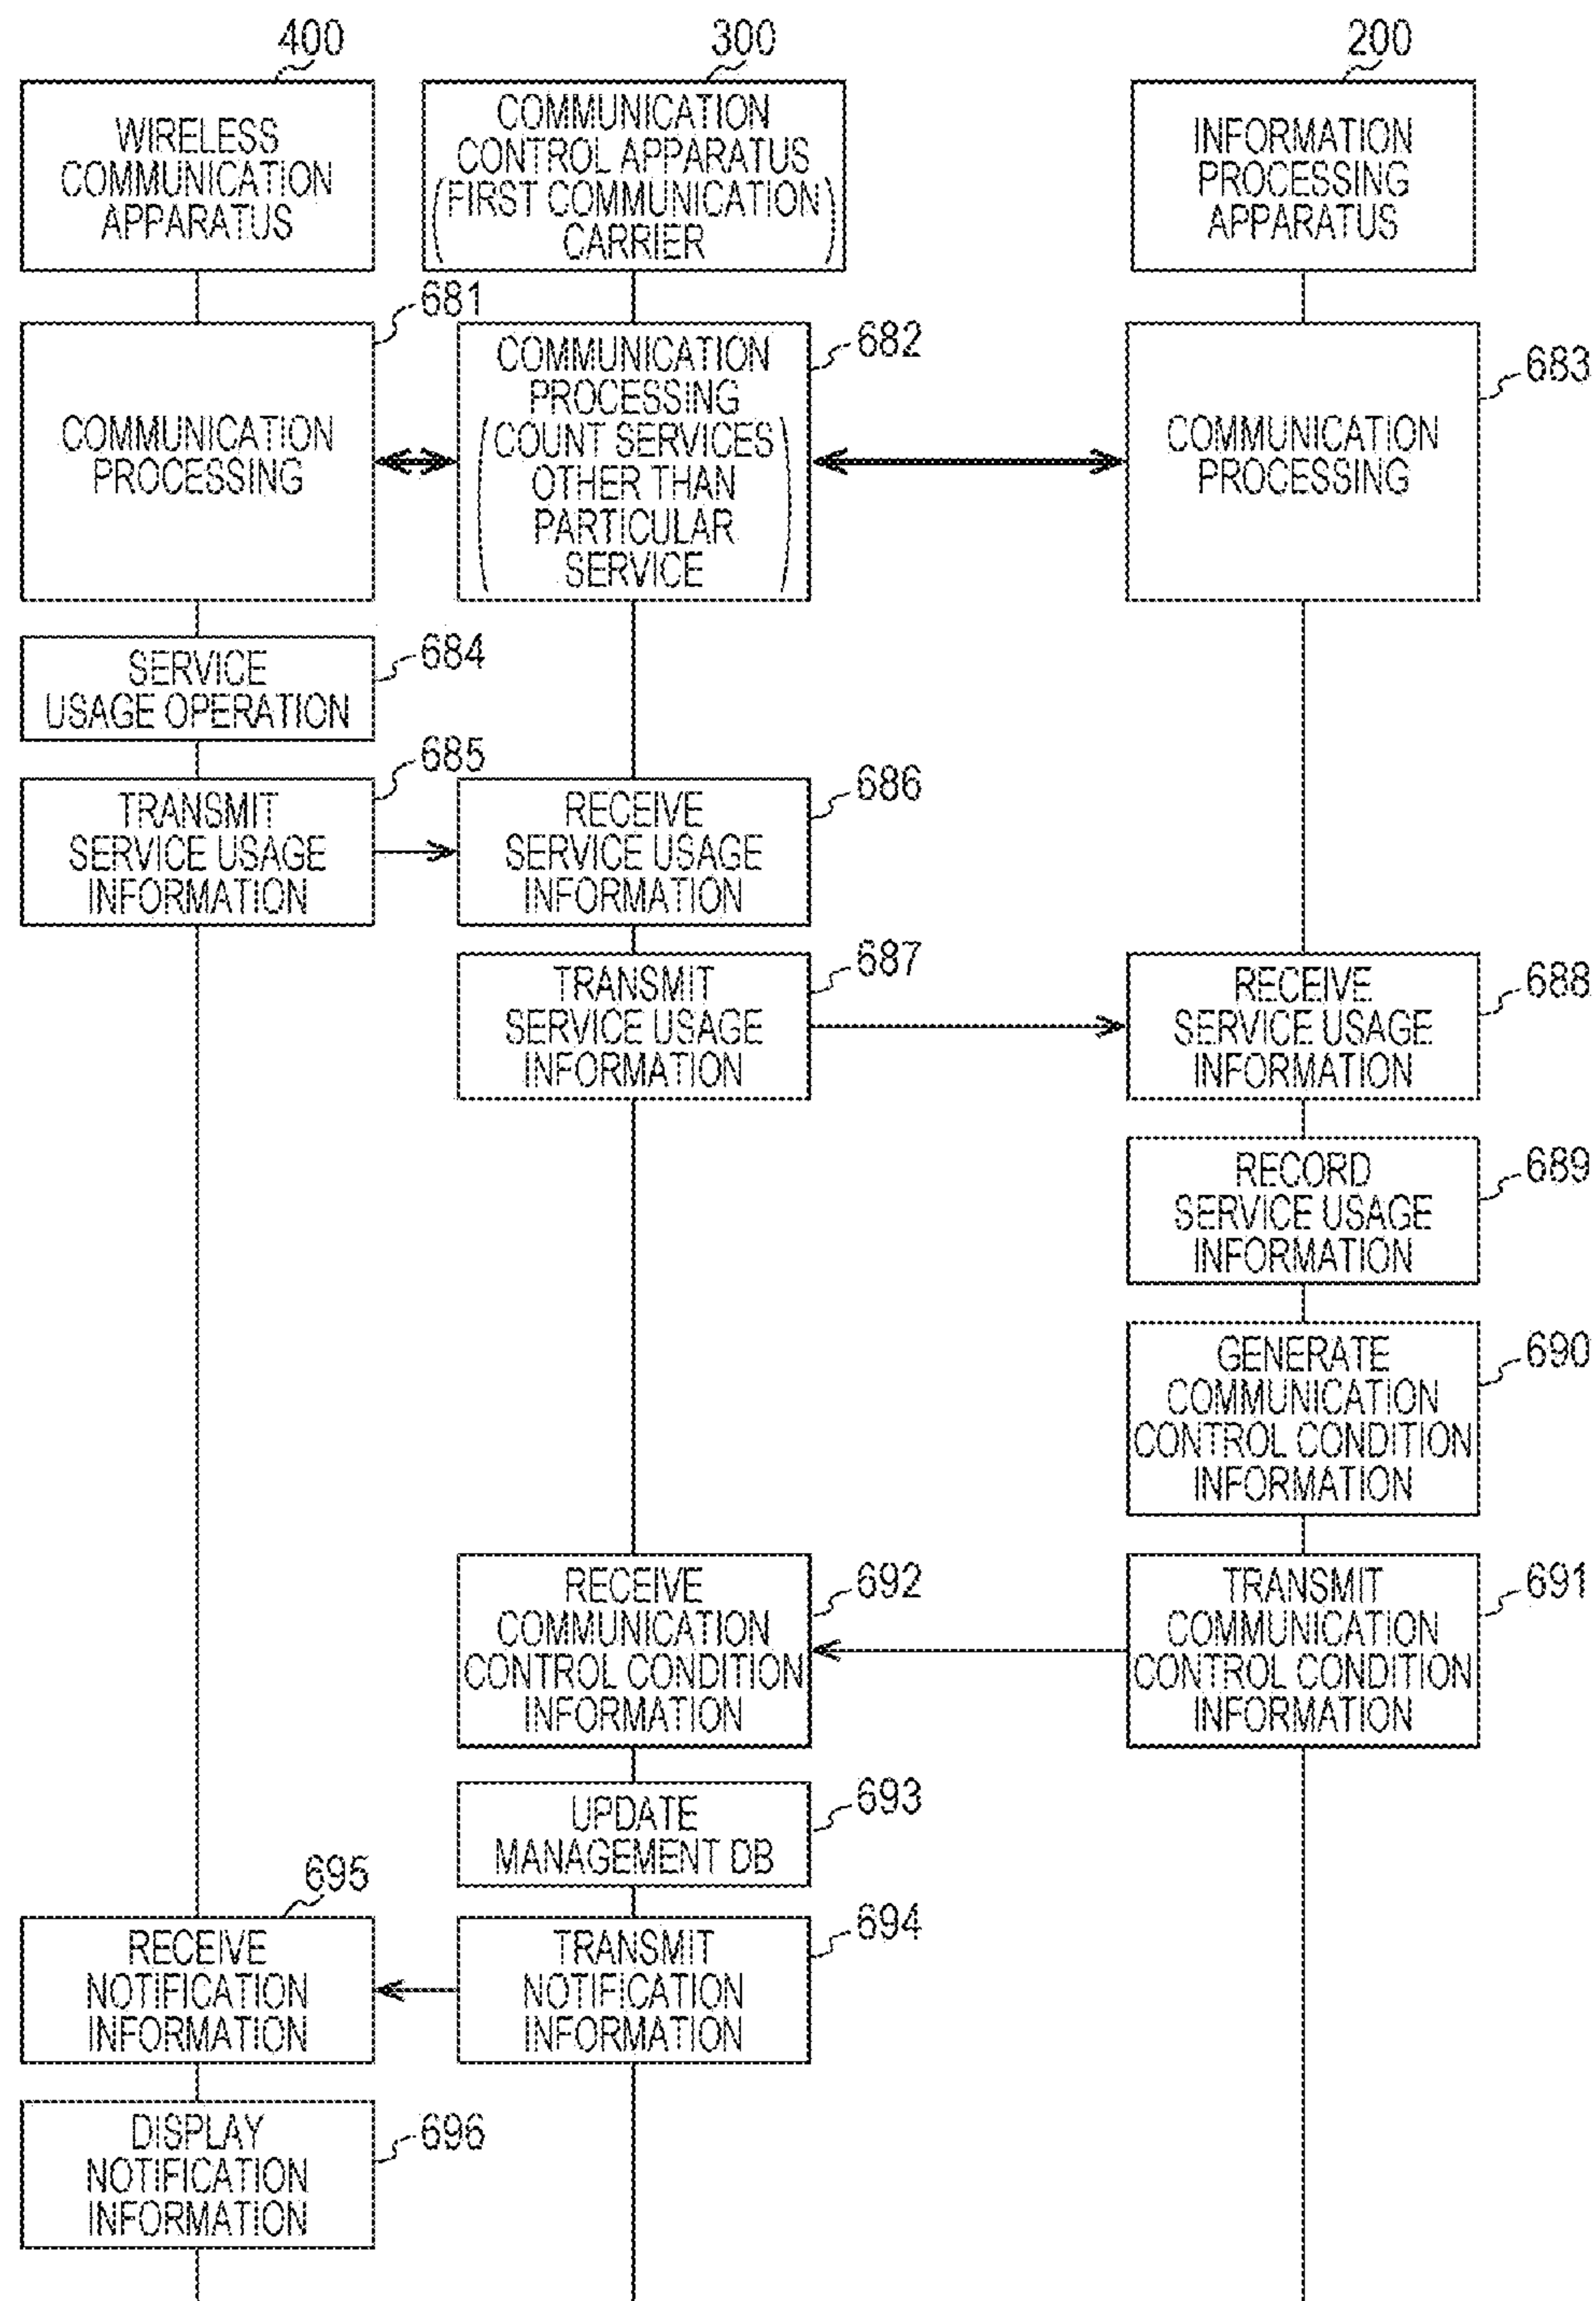 400
300
200
WIRELESS
COMMUNICATION
APPARATUS
COMMUNICATION
CONTROL APPARATUS
(FIRST COMMUNICATION
CARRIER)
INFORMATION
PROCESSING
APPARATUS
681
COMMUNICATION
PROCESSING
682
COMMUNICATION
PROCESSING
(COUNT SERVICES
OTHER THAN
PARTICULAR
SERVICE)
683
COMMUNICATION
PROCESSING
684
SERVICE
USAGE OPERATION
685
TRANSMIT
SERVICE USAGE
INFORMATION
686
RECEIVE
SERVICE USAGE
INFORMATION
687
TRANSMIT
SERVICE USAGE
INFORMATION
688
RECEIVE
SERVICE USAGE
INFORMATION
689
RECORD
SERVICE USAGE
INFORMATION
690
GENERATE
COMMUNICATION
CONTROL CONDITION
INFORMATION
691
TRANSMIT
COMMUNICATION
CONTROL CONDITION
INFORMATION
692
RECEIVE
COMMUNICATION
CONTROL CONDITION
INFORMATION
693
UPDATE
MANAGEMENT DB
694
TRANSMIT
NOTIFICATION
INFORMATION
695
RECEIVE
NOTIFICATION
INFORMATION
696
DISPLAY
NOTIFICATION
INFORMATION